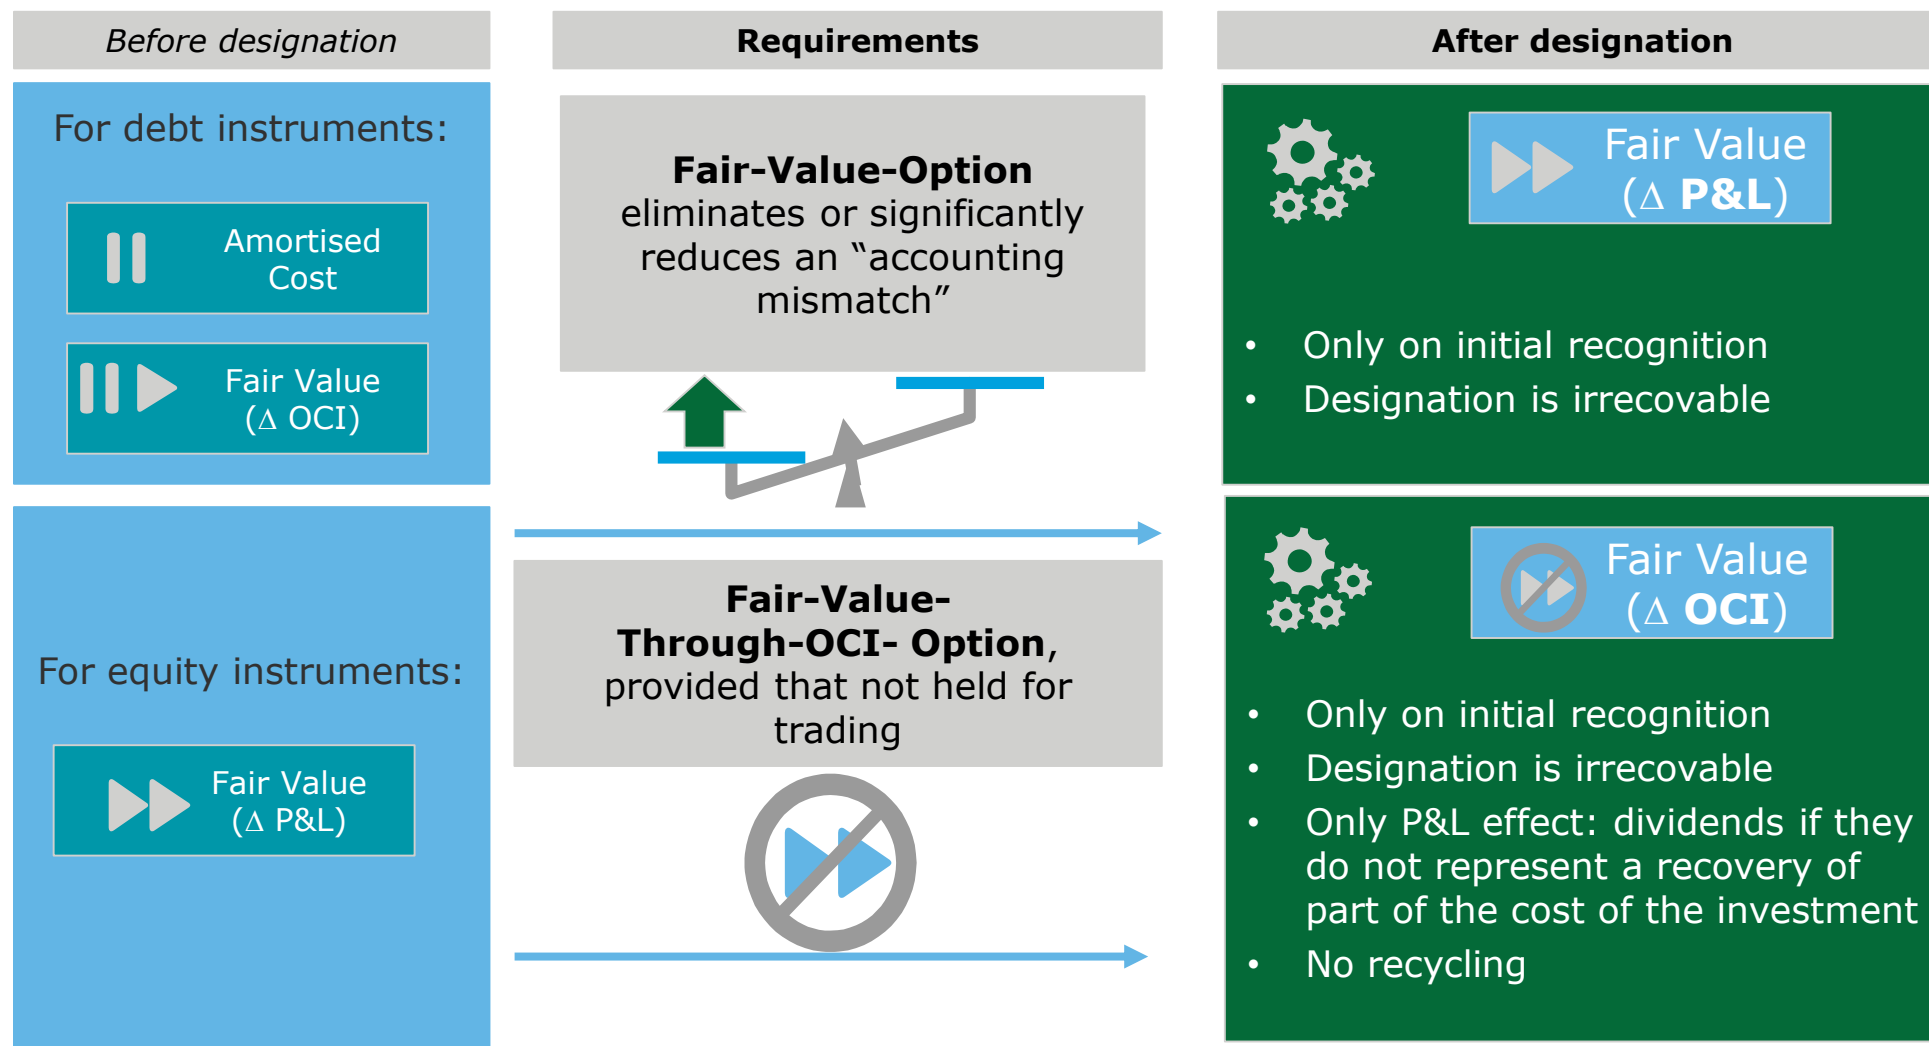 Before designation
Requirements
After designation
For debt instruments:
Amortised
Cost
Fair Value
(Δ OCI)
Fair-Value-Option
eliminates or significantly
reduces an “accounting
mismatch”
Fair Value
(Δ P&L)
• Only on initial recognition
• Designation is irrecovable
For equity instruments:
Fair Value
(Δ P&L)
Fair-Value-
Through-OCI- Option,
provided that not held for
trading
Fair Value
(Δ OCI)
• Only on initial recognition
• Designation is irrecovable
• Only P&L effect: dividends if they
do not represent a recovery of
part of the cost of the investment
• No recycling